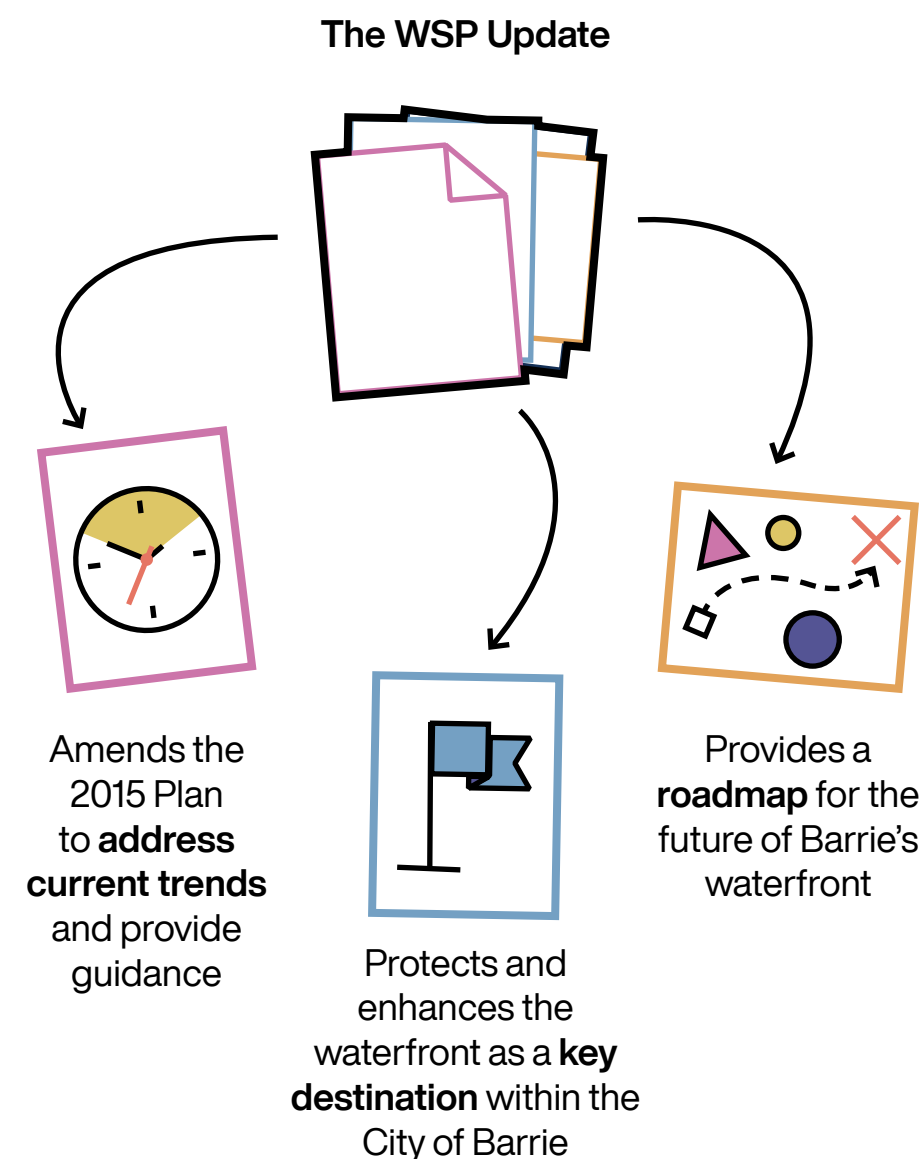 The WSP Update
Amends the
2015 Plan
to address
current trends
and provide
guidance
Protects and
enhances the
waterfront as a key
destination within the
City of Barrie
Provides a
roadmap for the
future of Barrie’s
waterfront